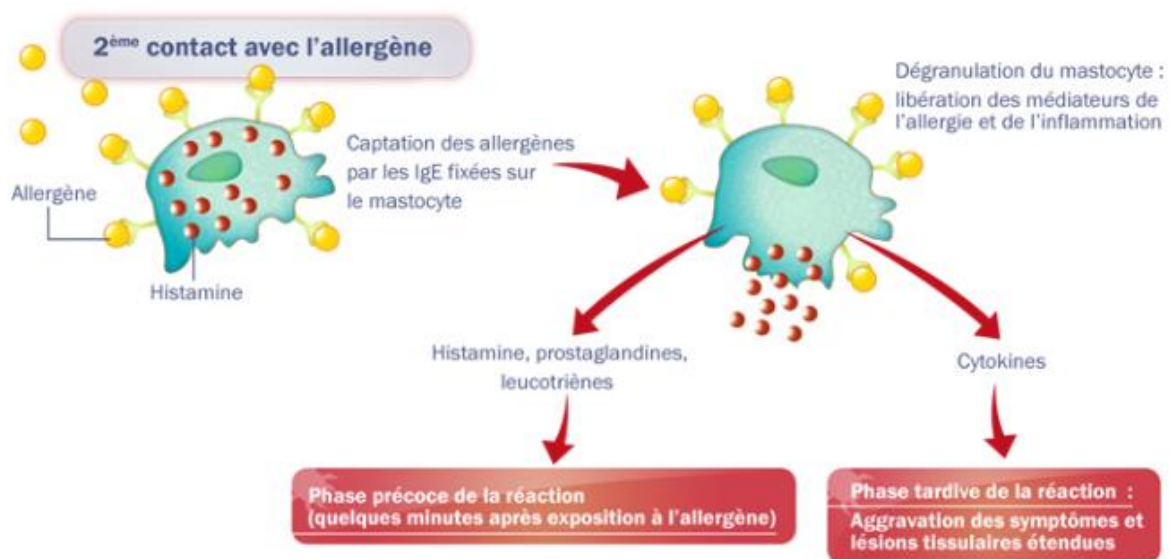 2ème contact avec l'allergène
Dégranulation du mastocyte :
libération des médiateurs de
l'allergie et de l'inflammation
Captation des allergènes
par les IgE fixées sur
le mastocyte
Allergène
Histamine
Histamine, prostaglandines,
leucotriènes
Cytokines
Phase précoce de la réaction
(quelques minutes après exposition à l'allergène)
Phase tardive de la réaction :
Aggravation des symptômes et
lésions tissulaires étendues